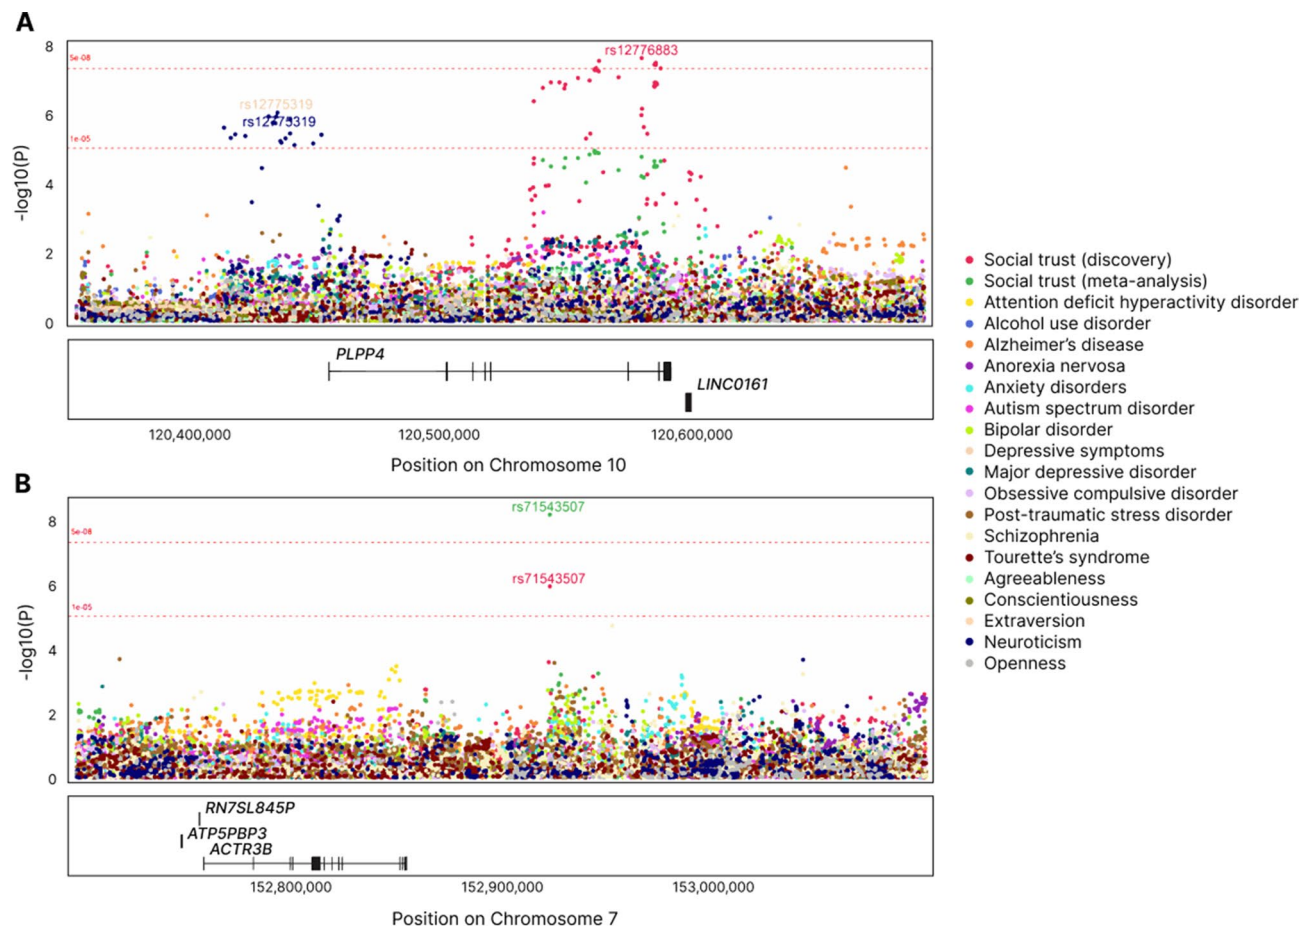 A
8
5e-08
rs12776883
rs12775319
6
rs12775319
1e-05
-log10(P)
4
2
0
PLPP4
LINC0161
120,400,000
120,500,000
120,600,000
Position on Chromosome 10
B
rs71543507
8
5e-08
rs71543507
6
1e-05
-log10(P)
4
2
0
RN7SL845P
ATP5PBP3
ACTR3B
152,800,000
152,900,000
153,000,000
Position on Chromosome 7
Social trust (discovery)
Social trust (meta-analysis)
Attention deficit hyperactivity disorder
Alcohol use disorder
Alzheimer's disease
Anorexia nervosa
Anxiety disorders
Autism spectrum disorder
Bipolar disorder
Depressive symptoms
Major depressive disorder
Obsessive compulsive disorder
Post-traumatic stress disorder
Schizophrenia
Tourette's syndrome
Agreeableness
Conscientiousness
Extraversion
Neuroticism
Openness